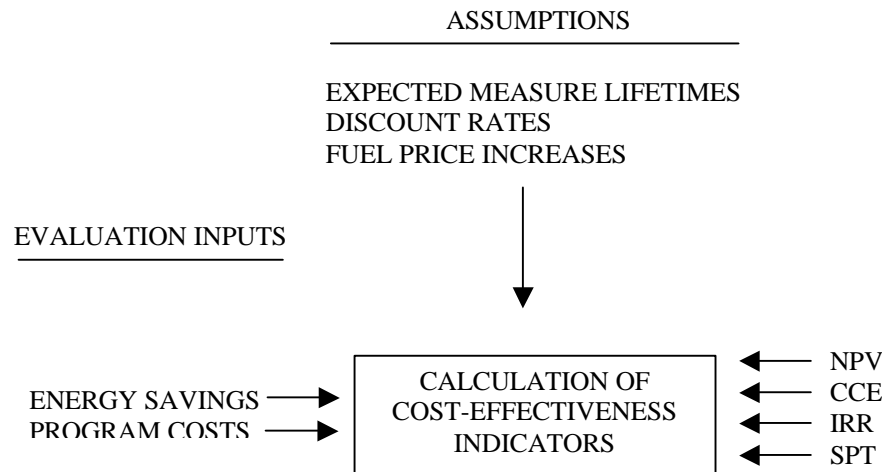 ASSUMPTIONS
EXPECTED MEASURE LIFETIMES
DISCOUNT RATES
FUEL PRICE INCREASES
EVALUATION INPUTS
ENERGY SAVINGS
PROGRAM COSTS
CALCULATION OF
COST-EFFECTIVENESS
INDICATORS
NPV
CCE
IRR
SPT